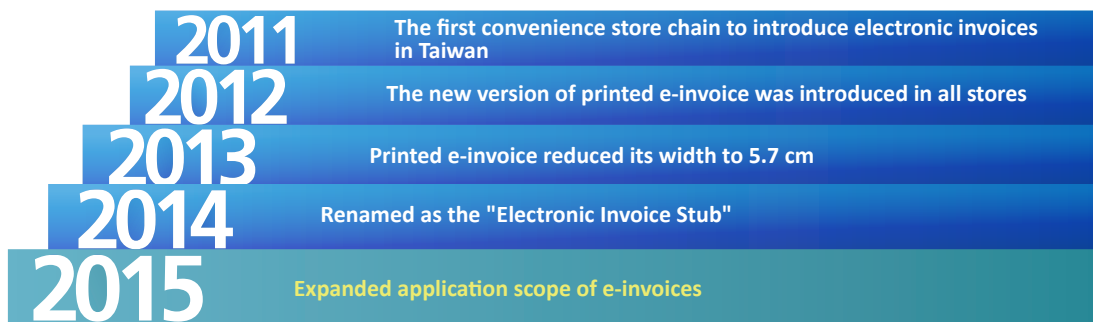 2011
The first convenience store chain to introduce electronic invoices
in Taiwan
2012
The new version of printed e-invoice was introduced in all stores
2013
Printed e-invoice reduced its width to 5.7 cm
2014
Renamed as the "Electronic Invoice Stub"
2015
Expanded application scope of e-invoices